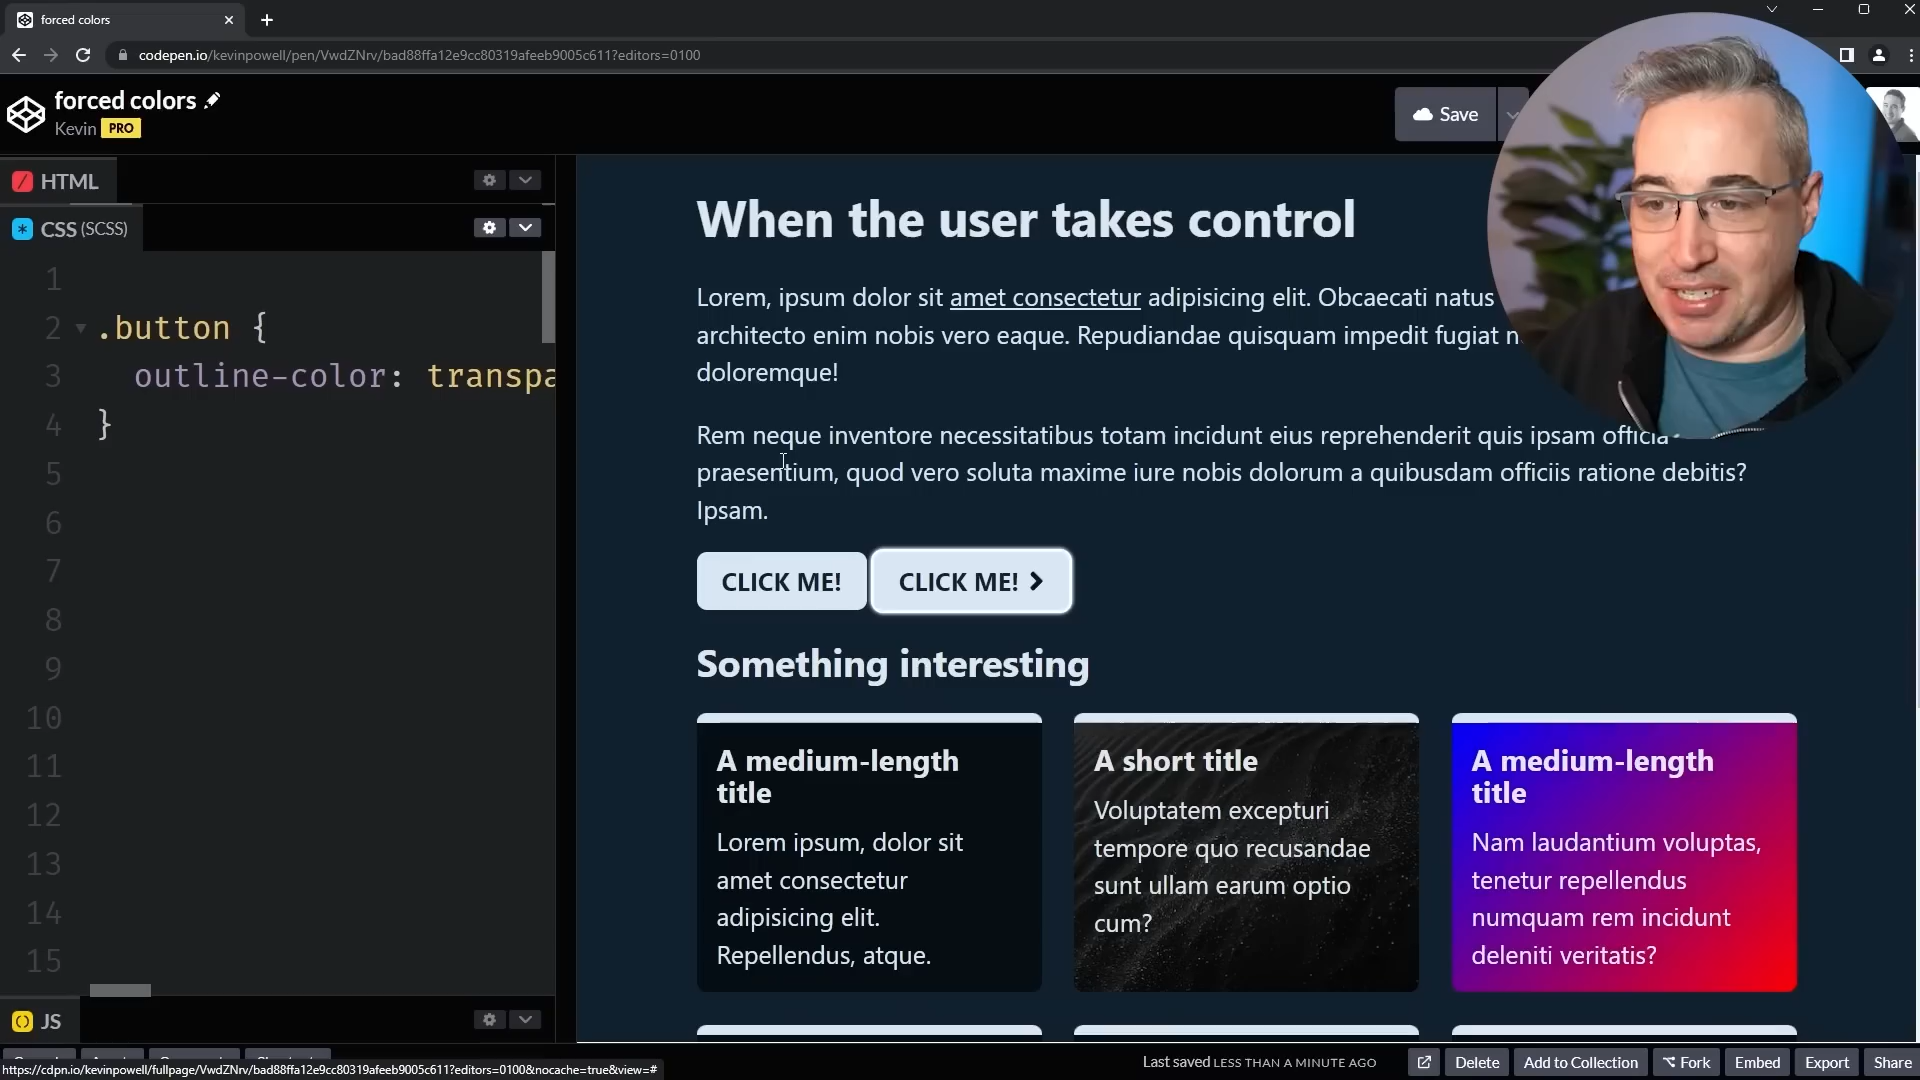 forced colors
codepen.io/kevinpowell/pen/VwdZNrv/bad88ffa12e9cc80319afeeb9005c611?editors=0100
forced colors
Kevin PRO
Save
HTML
CSS (SCSS)
1
2 .button {
3 outline-color: transpa
4 }
5
6
7
8
9
10
11
12
13
14
15
JS
When the user takes control
Lorem, ipsum dolor sit amet consectetur adipisicing elit. Obcaecati natus
architecto enim nobis vero eaque. Repudiandae quisquam impedit fugiat
doloremque!
Rem neque inventore necessitatibus totam incidunt eius reprehenderit quis ipsam officia
praesentium, quod vero soluta maxime iure nobis dolorum a quibusdam officiis ratione debitis?
Ipsam.
CLICK ME! CLICK ME!
Something interesting
A medium-length
title
Lorem ipsum, dolor sit
amet consectetur
adipisicing elit.
Repellendus, atque.
A short title
Voluptatem excepturi
tempore quo recusandae
sunt ullam earum optio
cum?
A medium-length
title
Nam laudantium voluptas,
tenetur repellendus
numquam rem incidunt
deleniti veritatis?
https://cdpn.io/kevinpowell/fullpage/VwdZNrv/bad88ffa12e9cc80319afeeb9005c611?editors=0100&nocache=true&view=#
Last saved LESS THAN A MINUTE AGO
Delete
Add to Collection
Fork
Embed
Export
Share